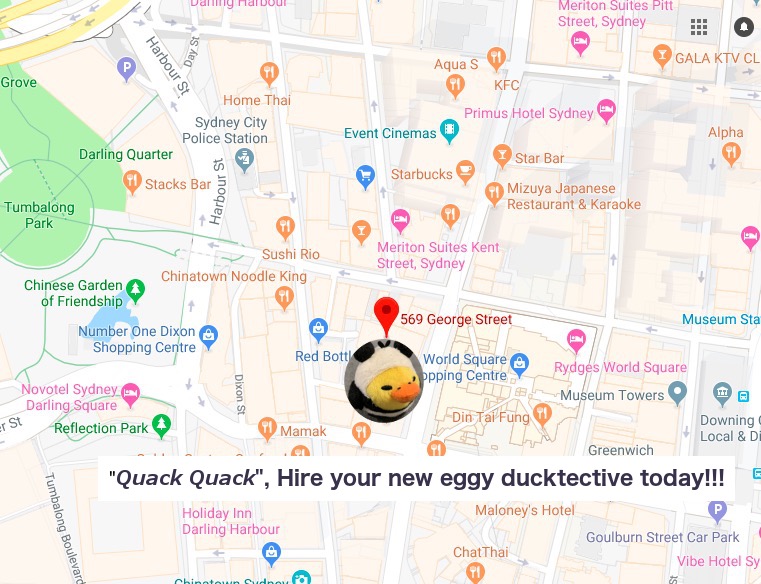 Darling Harbour
Meriton Suites Pitt
Street, Sydney
Day St
Harbour St
Grove
P
Aqua S
KFC
GALA KTV CL
Home Thai
Primus Hotel Sydney
Sydney City
Police Station
Event Cinemas
Alpha
Darling Quarter
Harbour St
Star Bar
Starbucks
Stacks Bar
Mizuya Japanese
Restaurant & Karaoke
Tumbalong
Park
Meriton Suites Kent
Street, Sydney
Sushi Rio
Chinatown Noodle King
Chinese Garden
of Friendship
569 George Street
Museum Sta
Number One Dixon
Shopping Centre
Red Bottl
World Square
opping Centre
Rydges World Square
Novotel Sydney
Darling Square
Dixon St
Museum Towers
Reflection Park
Mamak
Din Tai Fung
Downing C
Local & Di
er St
Greenwich
"Quack Quack", Hire your new eggy ducktective today!!!
Tumbalong Boulevard
Holiday Inn
Darling Harbour
Maloney's Hotel
P
Goulburn Street Car Park
ChatThai
Vibe Hotel Sy
Chinatown Sydney